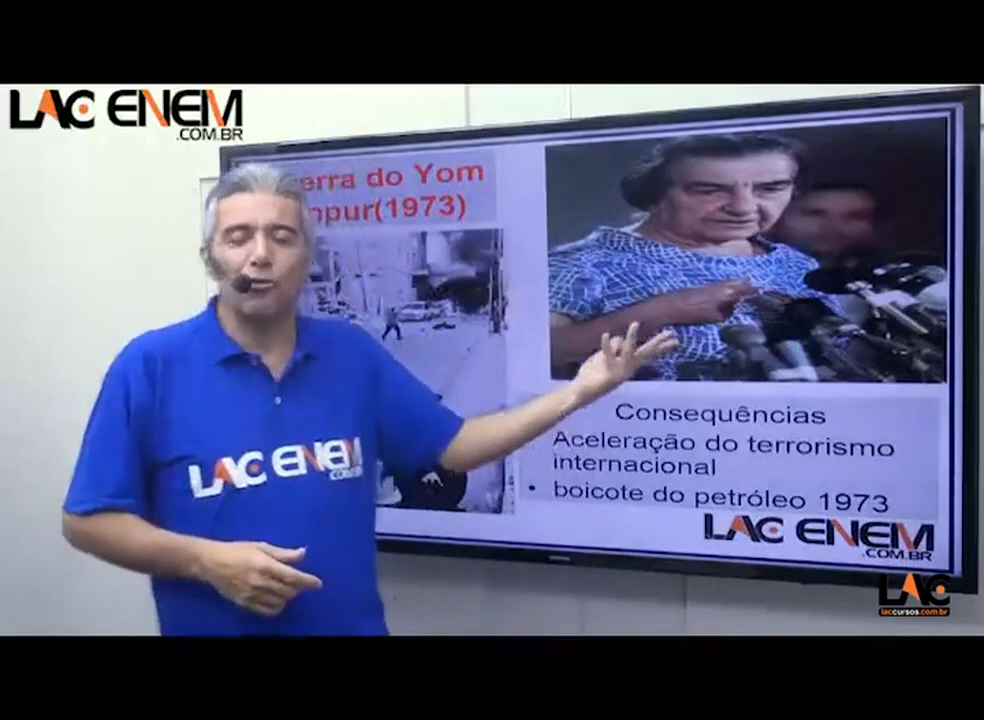 LAC ENEM
.COM.BR
erra do Yom
ppur(1973)
Consequências
Aceleração do terrorismo
internacional
• boicote do petróleo 1973
LAC ENEM
.COM.BR
LAC ENEM
.COM.BR
LAC
laccursos.com.br